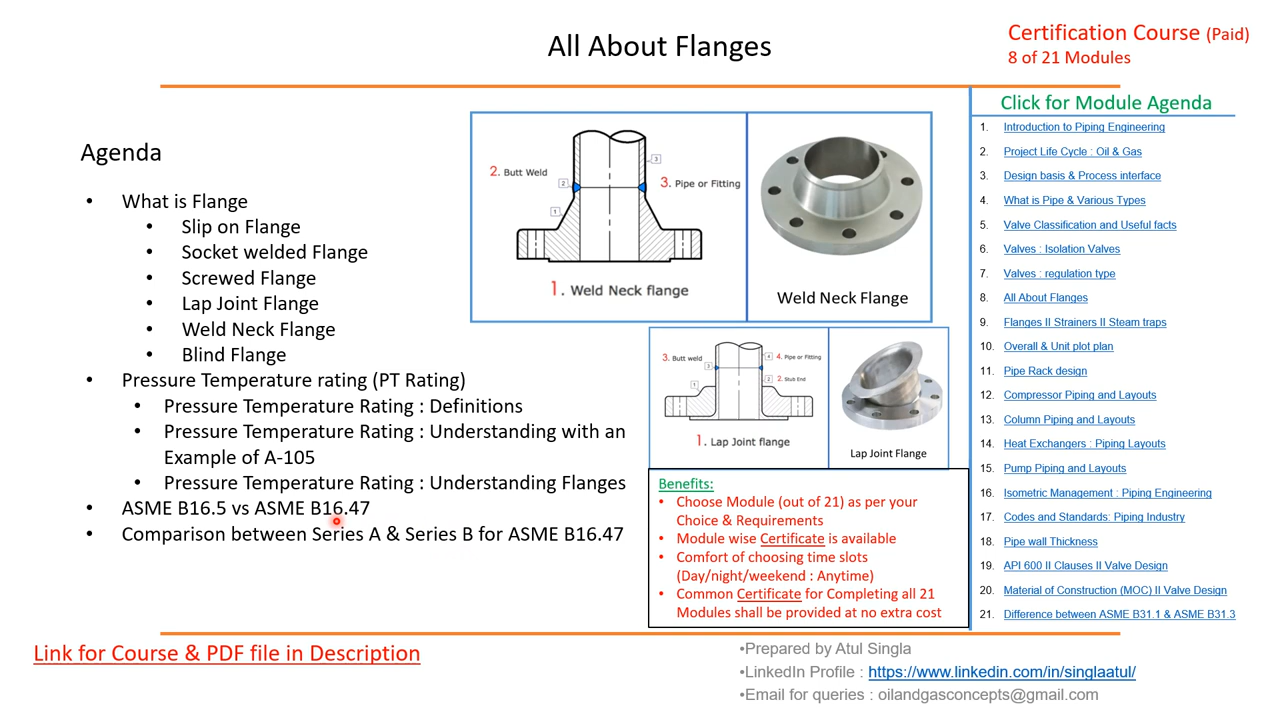 All About Flanges
Certification Course (Paid)
8 of 21 Modules
Agenda
• What is Flange
• Slip on Flange
• Socket welded Flange
• Screwed Flange
• Lap Joint Flange
• Weld Neck Flange
• Blind Flange
• Pressure Temperature rating (PT Rating)
• Pressure Temperature Rating : Definitions
• Pressure Temperature Rating : Understanding with an
Example of A-105
• Pressure Temperature Rating : Understanding Flanges
• ASME B16.5 vs ASME B16.47
• Comparison between Series A & Series B for ASME B16.47
2. Butt Weld
3
2
3. Pipe or Fitting
1
1. Weld Neck flange
Weld Neck Flange
3. Butt weld
4
4. Pipe or Fitting
3
2
2. Stub End
1
1. Lap Joint flange
Lap Joint Flange
Benefits:
• Choose Module (out of 21) as per your
Choice & Requirements
• Module wise Certificate is available
• Comfort of choosing time slots
(Day/night/weekend : Anytime)
• Common Certificate for Completing all 21
Modules shall be provided at no extra cost
Click for Module Agenda
1. Introduction to Piping Engineering
2. Project Life Cycle : Oil & Gas
3. Design basis & Process interface
4. What is Pipe & Various Types
5. Valve Classification and Useful facts
6. Valves : Isolation Valves
7. Valves : regulation type
8. All About Flanges
9. Flanges II Strainers II Steam traps
10. Overall & Unit plot plan
11. Pipe Rack design
12. Compressor Piping and Layouts
13. Column Piping and Layouts
14. Heat Exchangers : Piping Layouts
15. Pump Piping and Layouts
16. Isometric Management : Piping Engineering
17. Codes and Standards: Piping Industry
18. Pipe wall Thickness
19. API 600 II Clauses II Valve Design
20. Material of Construction (MOC) II Valve Design
21. Difference between ASME B31.1 & ASME B31.3
Link for Course & PDF file in Description
•Prepared by Atul Singla
•LinkedIn Profile : https://www.linkedin.com/in/singlaatul/
•Email for queries : oilandgasconcepts@gmail.com